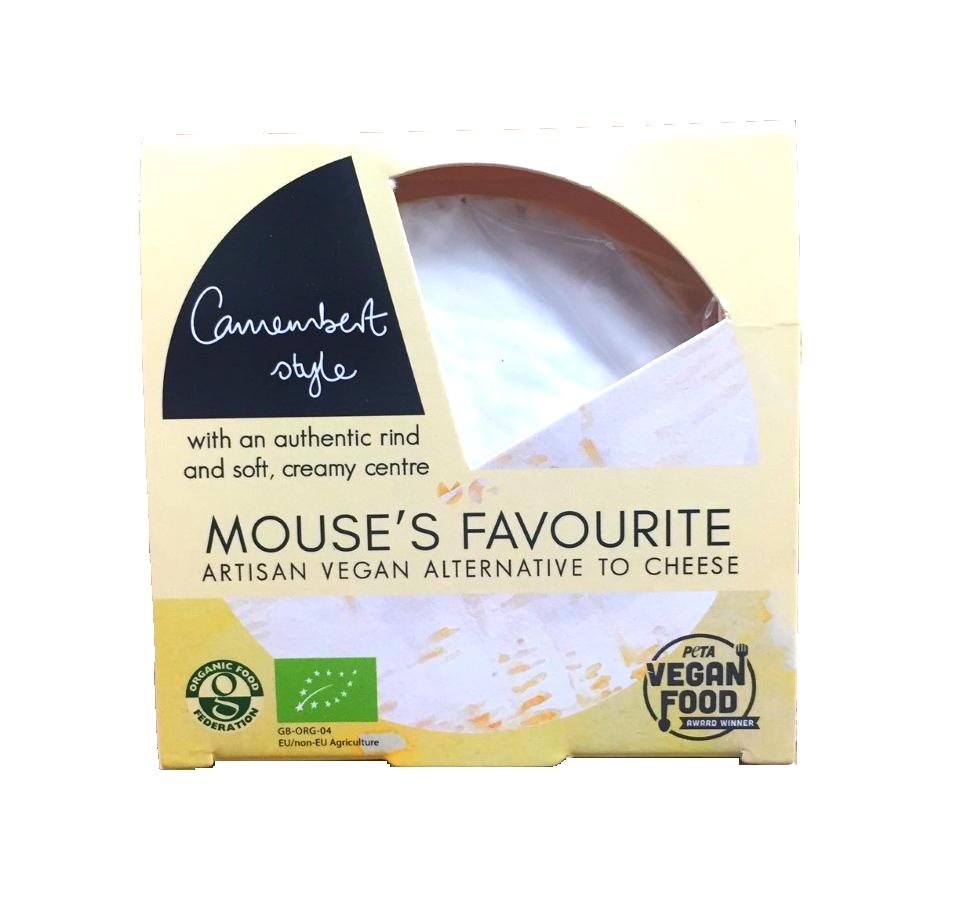 Camembert
style
with an authentic rind
and soft, creamy centre
MOUSE'S FAVOURITE
ARTISAN VEGAN ALTERNATIVE TO CHEESE
ORGANIC FOOD
FEDERATION
GB-ORG-04
EU/non-EU Agriculture
PeTA
VEGAN
FOOD
AWARD WINNER